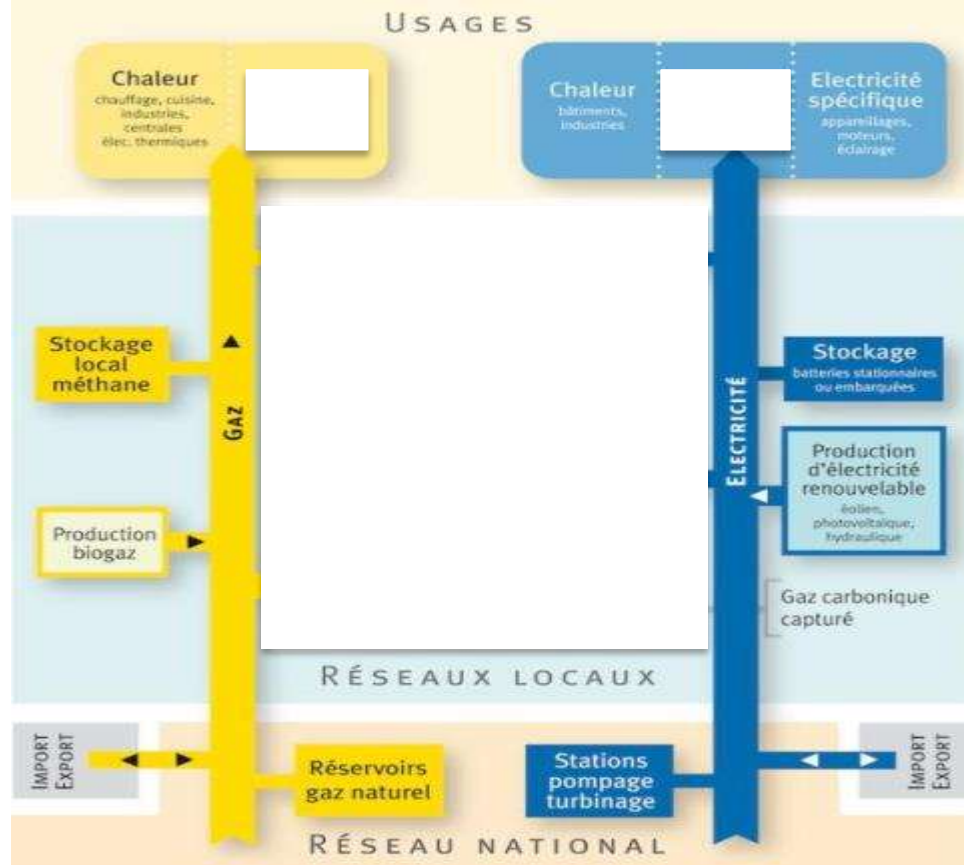 USAGES
Chaleur
chauffage, cuisine,
industries,
centrales
élec. thermiques
Chaleur
bâtiments,
industries
Electricité
spécifique
appareillages,
moteurs,
éclairage
Stockage
local
méthane
GAZ
Production
biogaz
ELECTRICITÉ
Stockage
batteries stationnaires
ou embarquées
Production
d'électricité
renouvelable
éolien,
photovoltaïque,
hydraulique
Gaz carbonique
capturé
RÉSEAUX LOCAUX
IMPORT
EXPORT
Réservoirs
gaz naturel
Stations
pompage
turbinage
IMPORT
EXPORT
RÉSEAU NATIONAL